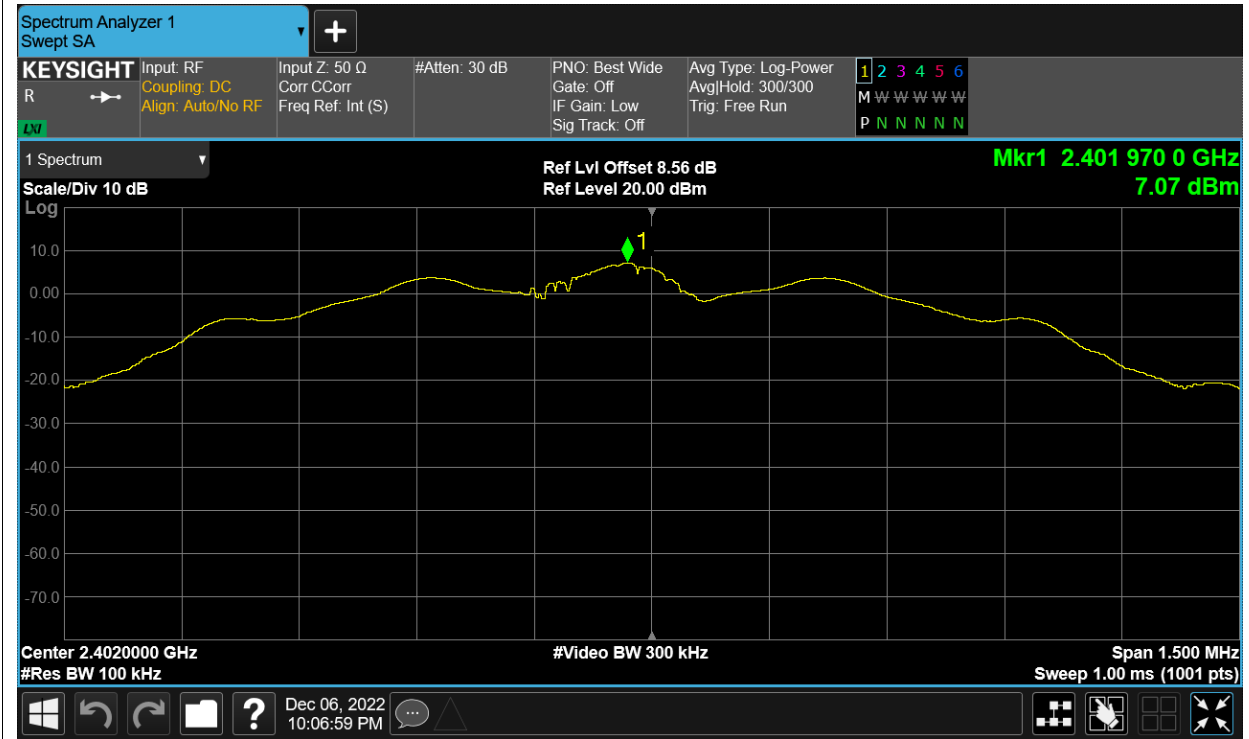 Spectrum Analyzer 1
Swept SA
+
KEYSIGHT
R
LXI
Input: RF
Coupling: DC
Align: Auto/No RF
Input Z: 50 Ω
Corr CCorr
Freq Ref: Int (S)
#Atten: 30 dB
PNO: Best Wide
Gate: Off
IF Gain: Low
Sig Track: Off
Avg Type: Log-Power
Avg|Hold: 300/300
Trig: Free Run
1 2 3 4 5 6
M W W W W W
P N N N N N
1 Spectrum
Scale/Div 10 dB
Log
Ref Lvl Offset 8.56 dB
Ref Level 20.00 dBm
Mkr1 2.401 970 0 GHz
7.07 dBm
1
10.0
0.00
-10.0
-20.0
-30.0
-40.0
-50.0
-60.0
-70.0
Center 2.4020000 GHz
#Res BW 100 kHz
#Video BW 300 kHz
Span 1.500 MHz
Sweep 1.00 ms (1001 pts)
?
Dec 06, 2022
10:06:59 PM